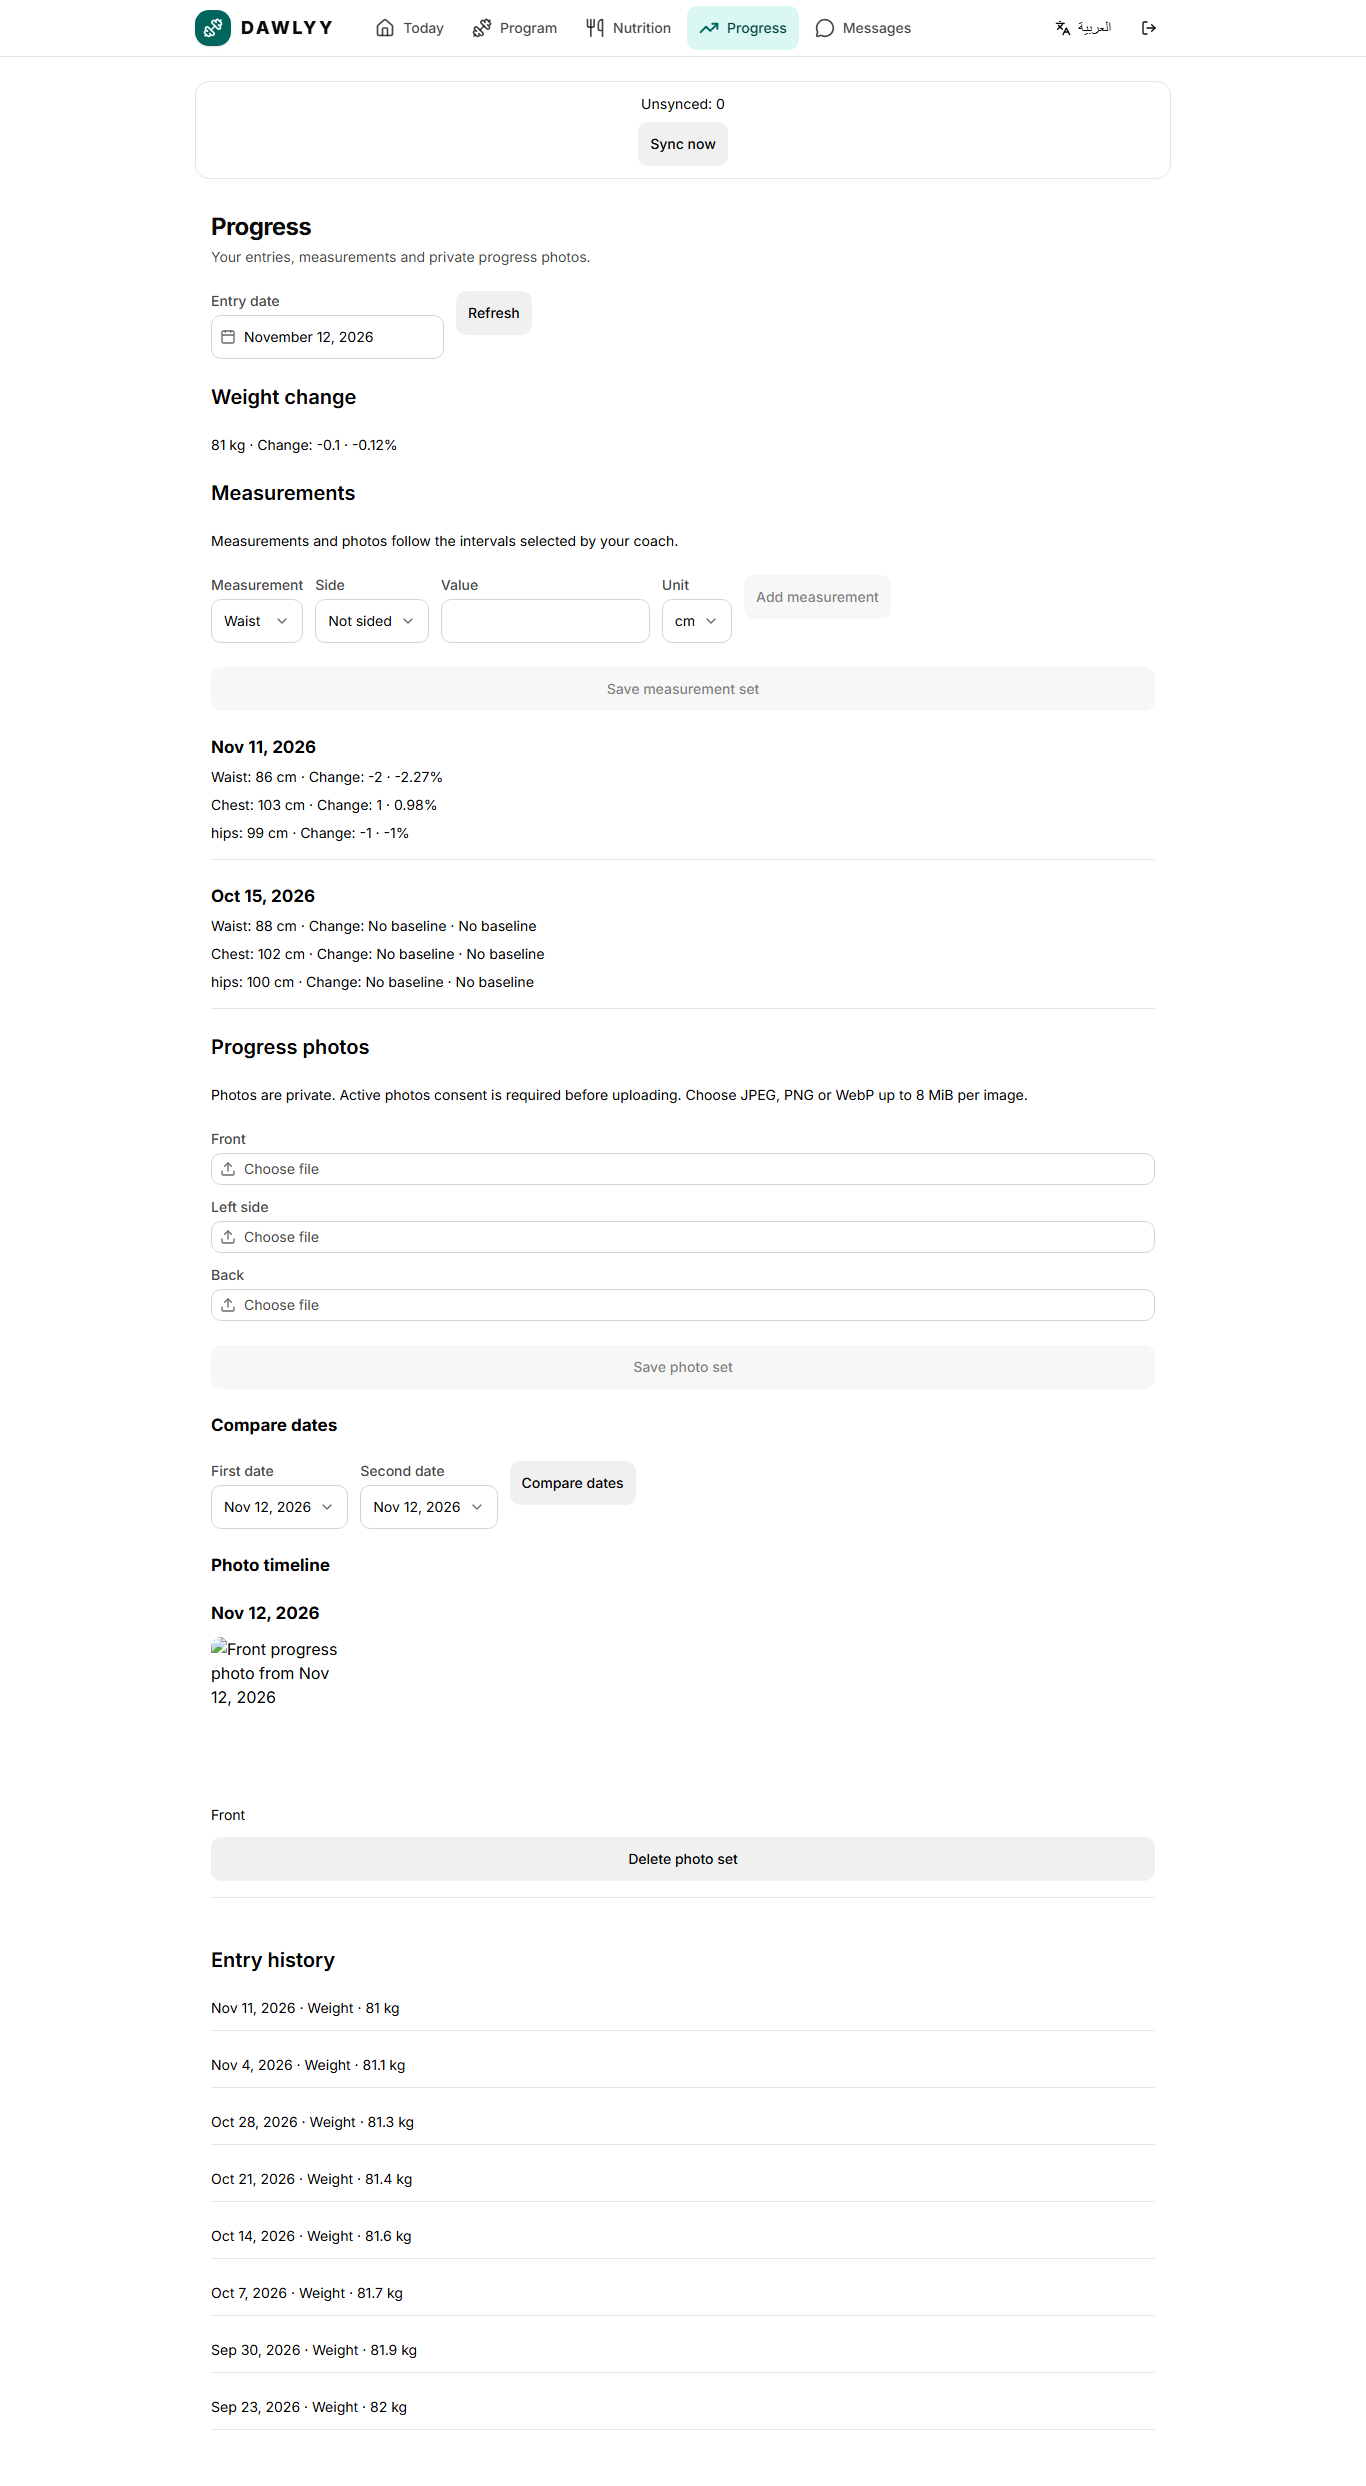 DAWLYY
Today
Program
Nutrition
Progress
Messages
العربية
Unsynced: 0
Sync now
Progress
Your entries, measurements and private progress photos.
Entry date
November 12, 2026
Refresh
Weight change
81 kg · Change: -0.1 · -0.12%
Measurements
Measurements and photos follow the intervals selected by your coach.
Measurement Side Value Unit
Waist Not sided cm Add measurement
Save measurement set
Nov 11, 2026
Waist: 86 cm · Change: -2 · -2.27%
Chest: 103 cm · Change: 1 · 0.98%
hips: 99 cm · Change: -1 · -1%
Oct 15, 2026
Waist: 88 cm · Change: No baseline · No baseline
Chest: 102 cm · Change: No baseline · No baseline
hips: 100 cm · Change: No baseline · No baseline
Progress photos
Photos are private. Active photos consent is required before uploading. Choose JPEG, PNG or WebP up to 8 MiB per image.
Front
Choose file
Left side
Choose file
Back
Choose file
Save photo set
Compare dates
First date Second date
Nov 12, 2026 Nov 12, 2026 Compare dates
Photo timeline
Nov 12, 2026
Front progress
photo from Nov
12, 2026
Front
Delete photo set
Entry history
Nov 11, 2026 · Weight · 81 kg
Nov 4, 2026 · Weight · 81.1 kg
Oct 28, 2026 · Weight · 81.3 kg
Oct 21, 2026 · Weight · 81.4 kg
Oct 14, 2026 · Weight · 81.6 kg
Oct 7, 2026 · Weight · 81.7 kg
Sep 30, 2026 · Weight · 81.9 kg
Sep 23, 2026 · Weight · 82 kg